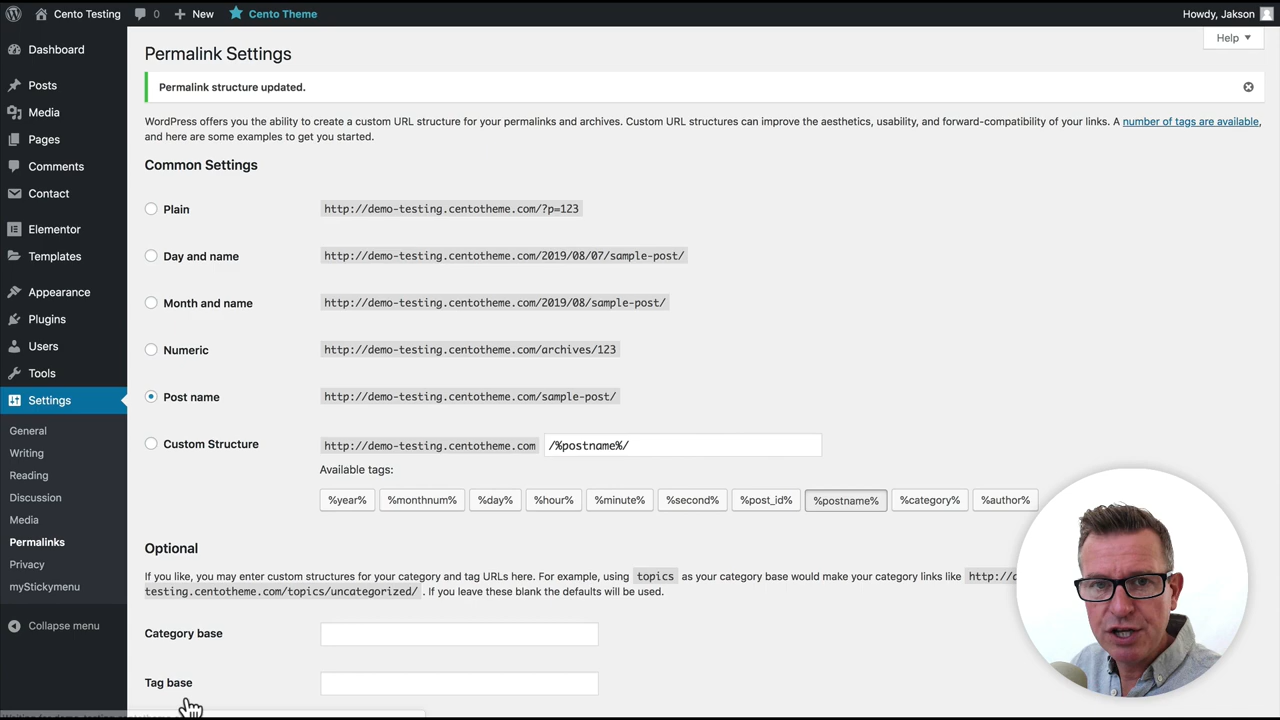 Cento Testing 0 New Cento Theme Howdy, Jakson
Help
Dashboard
Posts
Media
Pages
Comments
Contact
Elementor
Templates
Appearance
Plugins
Users
Tools
Settings
General
Writing
Reading
Discussion
Media
Permalinks
Privacy
myStickymenu
Collapse menu
Permalink Settings
Permalink structure updated.
WordPress offers you the ability to create a custom URL structure for your permalinks and archives. Custom URL structures can improve the aesthetics, usability, and forward-compatibility of your links. A number of tags are available,
and here are some examples to get you started.
Common Settings
Plain http://demo-testing.centotheme.com/?p=123
Day and name http://demo-testing.centotheme.com/2019/08/07/sample-post/
Month and name http://demo-testing.centotheme.com/2019/08/sample-post/
Numeric http://demo-testing.centotheme.com/archives/123
Post name http://demo-testing.centotheme.com/sample-post/
Custom Structure http://demo-testing.centotheme.com /%postname%/
Available tags:
%year% %monthnum% %day% %hour% %minute% %second% %post_id% %postname% %category% %author%
Optional
If you like, you may enter custom structures for your category and tag URLs here. For example, using topics as your category base would make your category links like http://
testing.centotheme.com/topics/uncategorized/ . If you leave these blank the defaults will be used.
Category base
Tag base